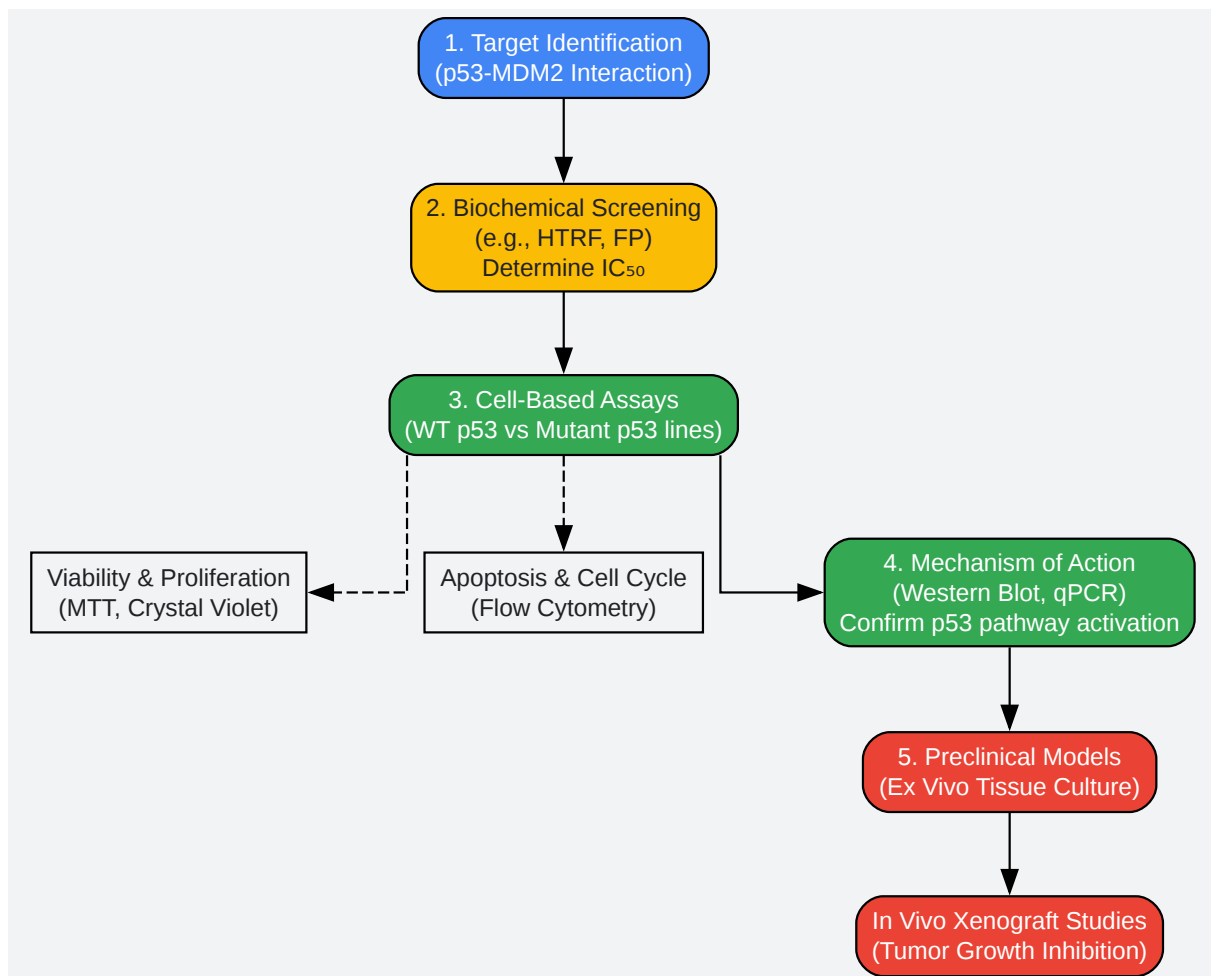 1. Target Identification
(p53-MDM2 Interaction)
2. Biochemical Screening
(e.g., HTRF, FP)
Determine IC₅₀
3. Cell-Based Assays
(WT p53 vs Mutant p53 lines)
Viability & Proliferation
(MTT, Crystal Violet)
Apoptosis & Cell Cycle
(Flow Cytometry)
4. Mechanism of Action
(Western Blot, qPCR)
Confirm p53 pathway activation
5. Preclinical Models
(Ex Vivo Tissue Culture)
In Vivo Xenograft Studies
(Tumor Growth Inhibition)